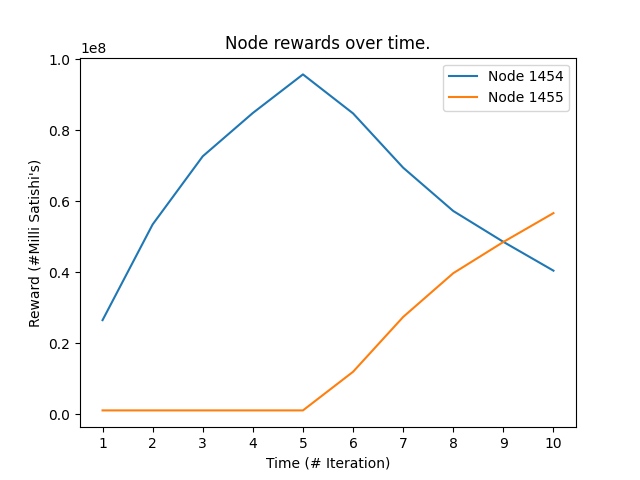 Node rewards over time.
1e8
Node 1454
Node 1455
1.0
0.8
0.6
0.4
0.2
0.0
Reward (#Milli Satishi's)
1 2 3 4 5 6 7 8 9 10
Time (# Iteration)